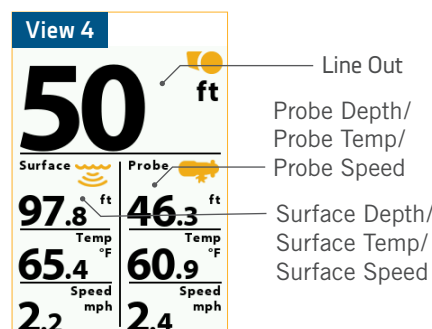 View 4
50
ft
Line Out
Probe Depth/
Probe Temp/
Probe Speed
Surface
Probe
97.8 ft
46.3 ft
Surface Depth/
Surface Temp/
Surface Speed
Temp
65.4 °F
Temp
60.9 °F
Speed
2.2 mph
Speed
2.4 mph